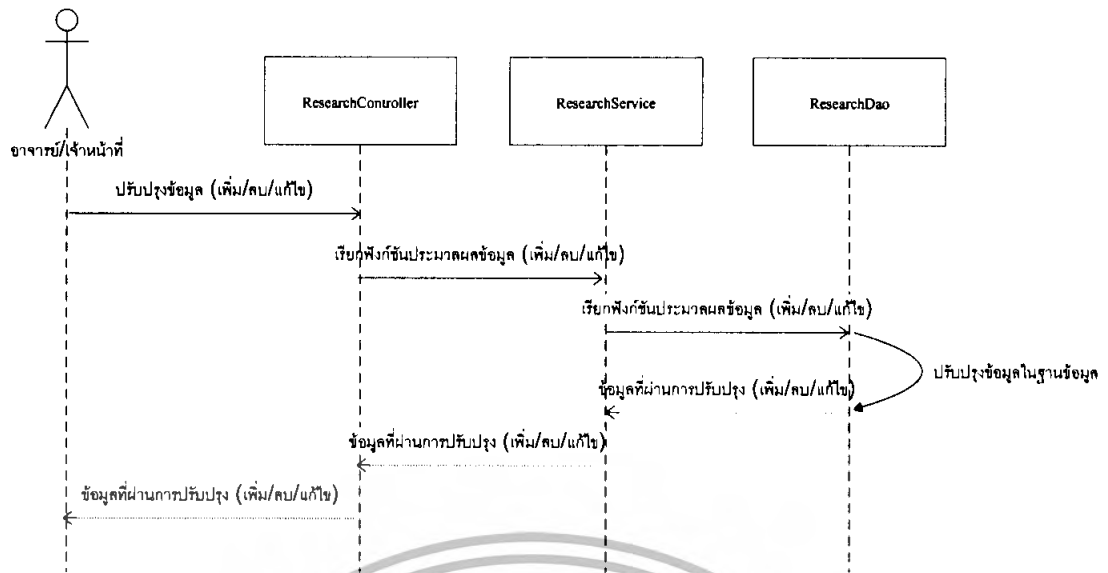 ResearchController
ResearchService
ResearchDao
อาจารย์/เจ้าหน้าที่
ปรับปรุงข้อมูล (เพิ่ม/ลบ/แก้ไข)
เรียกฟังก์ชันประมวลผลข้อมูล (เพิ่ม/ลบ/แก้ไข)
เรียกฟังก์ชันประมวลผลข้อมูล (เพิ่ม/ลบ/แก้ไข)
ปรับปรุงข้อมูลในฐานข้อมูล
ข้อมูลที่ผ่านการปรับปรุง (เพิ่ม/ลบ/แก้ไข)
ข้อมูลที่ผ่านการปรับปรุง (เพิ่ม/ลบ/แก้ไข)
ข้อมูลที่ผ่านการปรับปรุง (เพิ่ม/ลบ/แก้ไข)